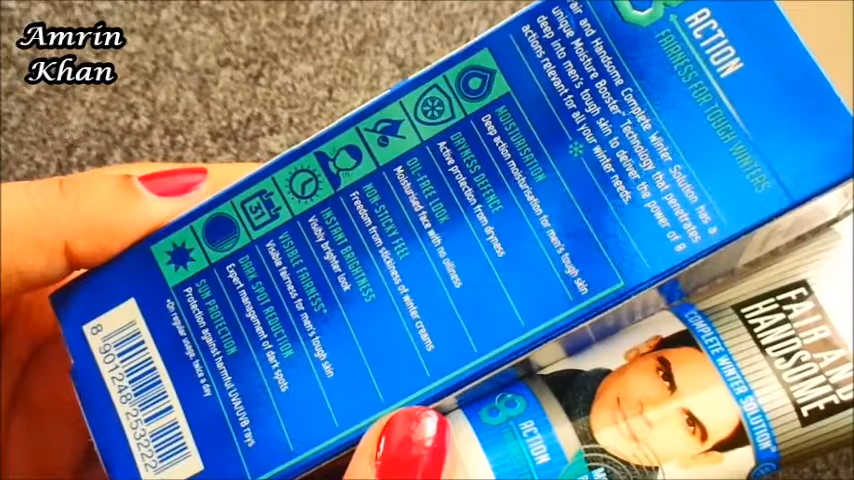 Amrin
Khan
8
ACTION
FAIRNESS FOR TOUGH WINTERS
Fair and Handsome Complete Winter Solution has a
unique Moisture Booster™ Technology that penetrates
deep into men's tough skin to deliver the power of 8
actions relevant for all your winter needs.
MOISTURISATION
Deep action moisturisation for men's tough skin
DRYNESS DEFENCE
Active protection from dryness
OIL-FREE LOOK
Moisturised face with no oiliness
NON-STICKY FEEL
Freedom from stickiness of winter creams
INSTANT BRIGHTNESS
Visibly brighter look
31
VISIBLE FAIRNESS*
Visible fairness for men's tough skin
DARK SPOT REDUCTION
Expert management of dark spots
SUN PROTECTION
Protection against harmful UVA/UVB rays
*On regular usage, twice a day
8 901248 253024
FAIR AND
HANDSOME
COMPLETE WINTER SOLUTION
8
ACTION